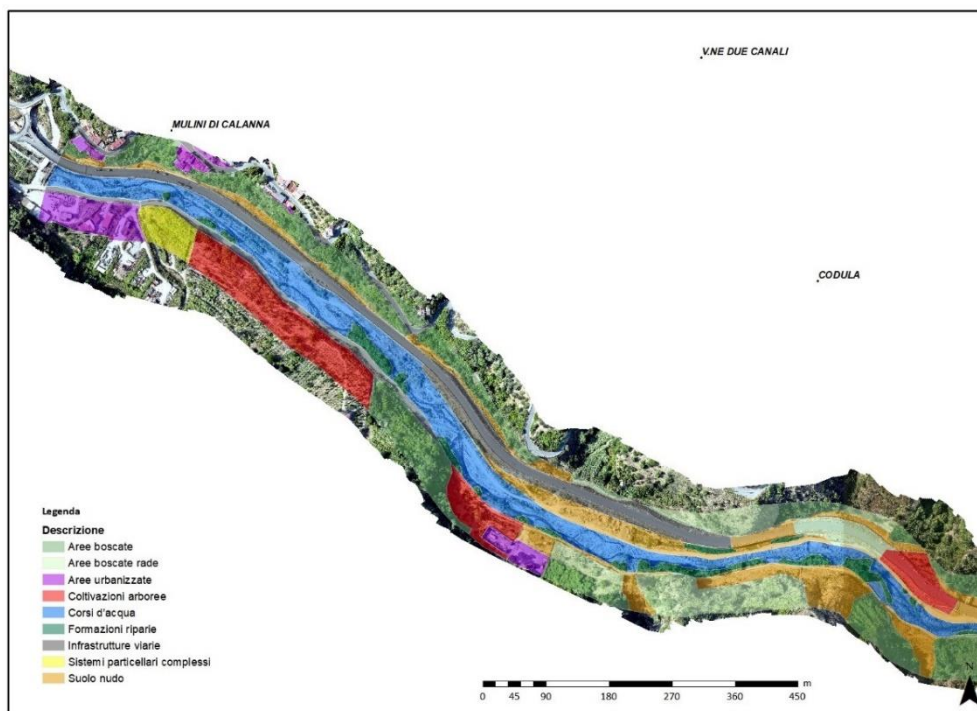 V.NE DUE CANALI
MULINI DI CALANNA
CODULA
Legenda
Descrizione
Aree boscate
Aree boscate rade
Aree urbanizzate
Coltivazioni arboree
Corsi d'acqua
Formazioni riparie
Infrastrutture viarie
Sistemi particellari complessi
Suolo nudo
m
0 45 90 180 270 360 450
N